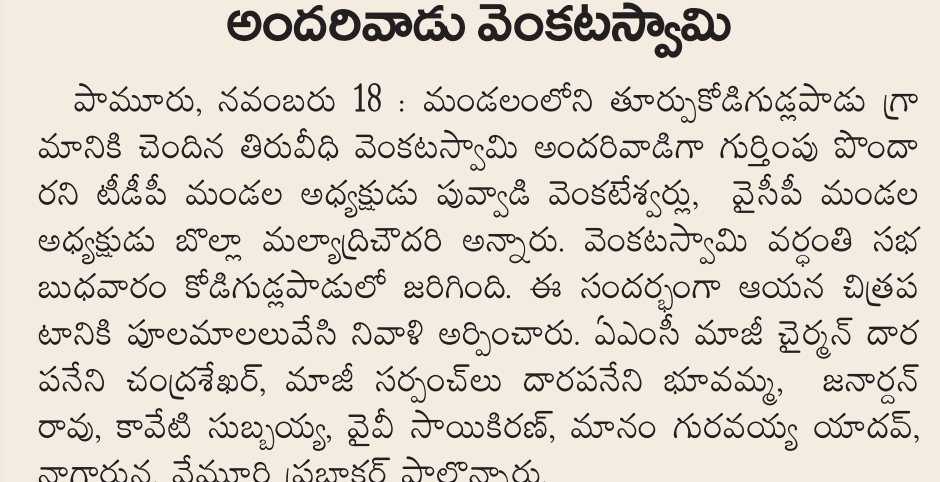 అందరివాడు వెంకటస్వామి
పామూరు, నవంబరు 18 : మండలంలోని తూర్పుకోడిగుడ్లపాడు గ్రా
మానికి చెందిన తిరువీధి వెంకటస్వామి అందరివాడిగా గుర్తింపు పొందా
రని టీడీపీ మండల అధ్యక్షుడు పువ్వాడి వెంకటేశ్వర్లు, వైసీపీ మండల
అధ్యక్షుడు బొల్లా మల్యాద్రిచౌదరి అన్నారు. వెంకటస్వామి వర్ధంతి సభ
బుధవారం కోడిగుడ్లపాడులో జరిగింది. ఈ సందర్భంగా ఆయన చిత్రప
టానికి పూలమాలలువేసి నివాళి అర్పించారు. ఏఎంసీ మాజీ చైర్మన్ దార
పనేని చంద్రశేఖర్, మాజీ సర్పంచ్‌లు దారపనేని భూవమ్మ, జనార్దన్
రావు, కావేటి సుబ్బయ్య, వైవీ సాయికిరణ్, మానం గురవయ్య యాదవ్,
నాగార్జున, వేమూరి ప్రభాకర్ పాల్గొన్నారు.